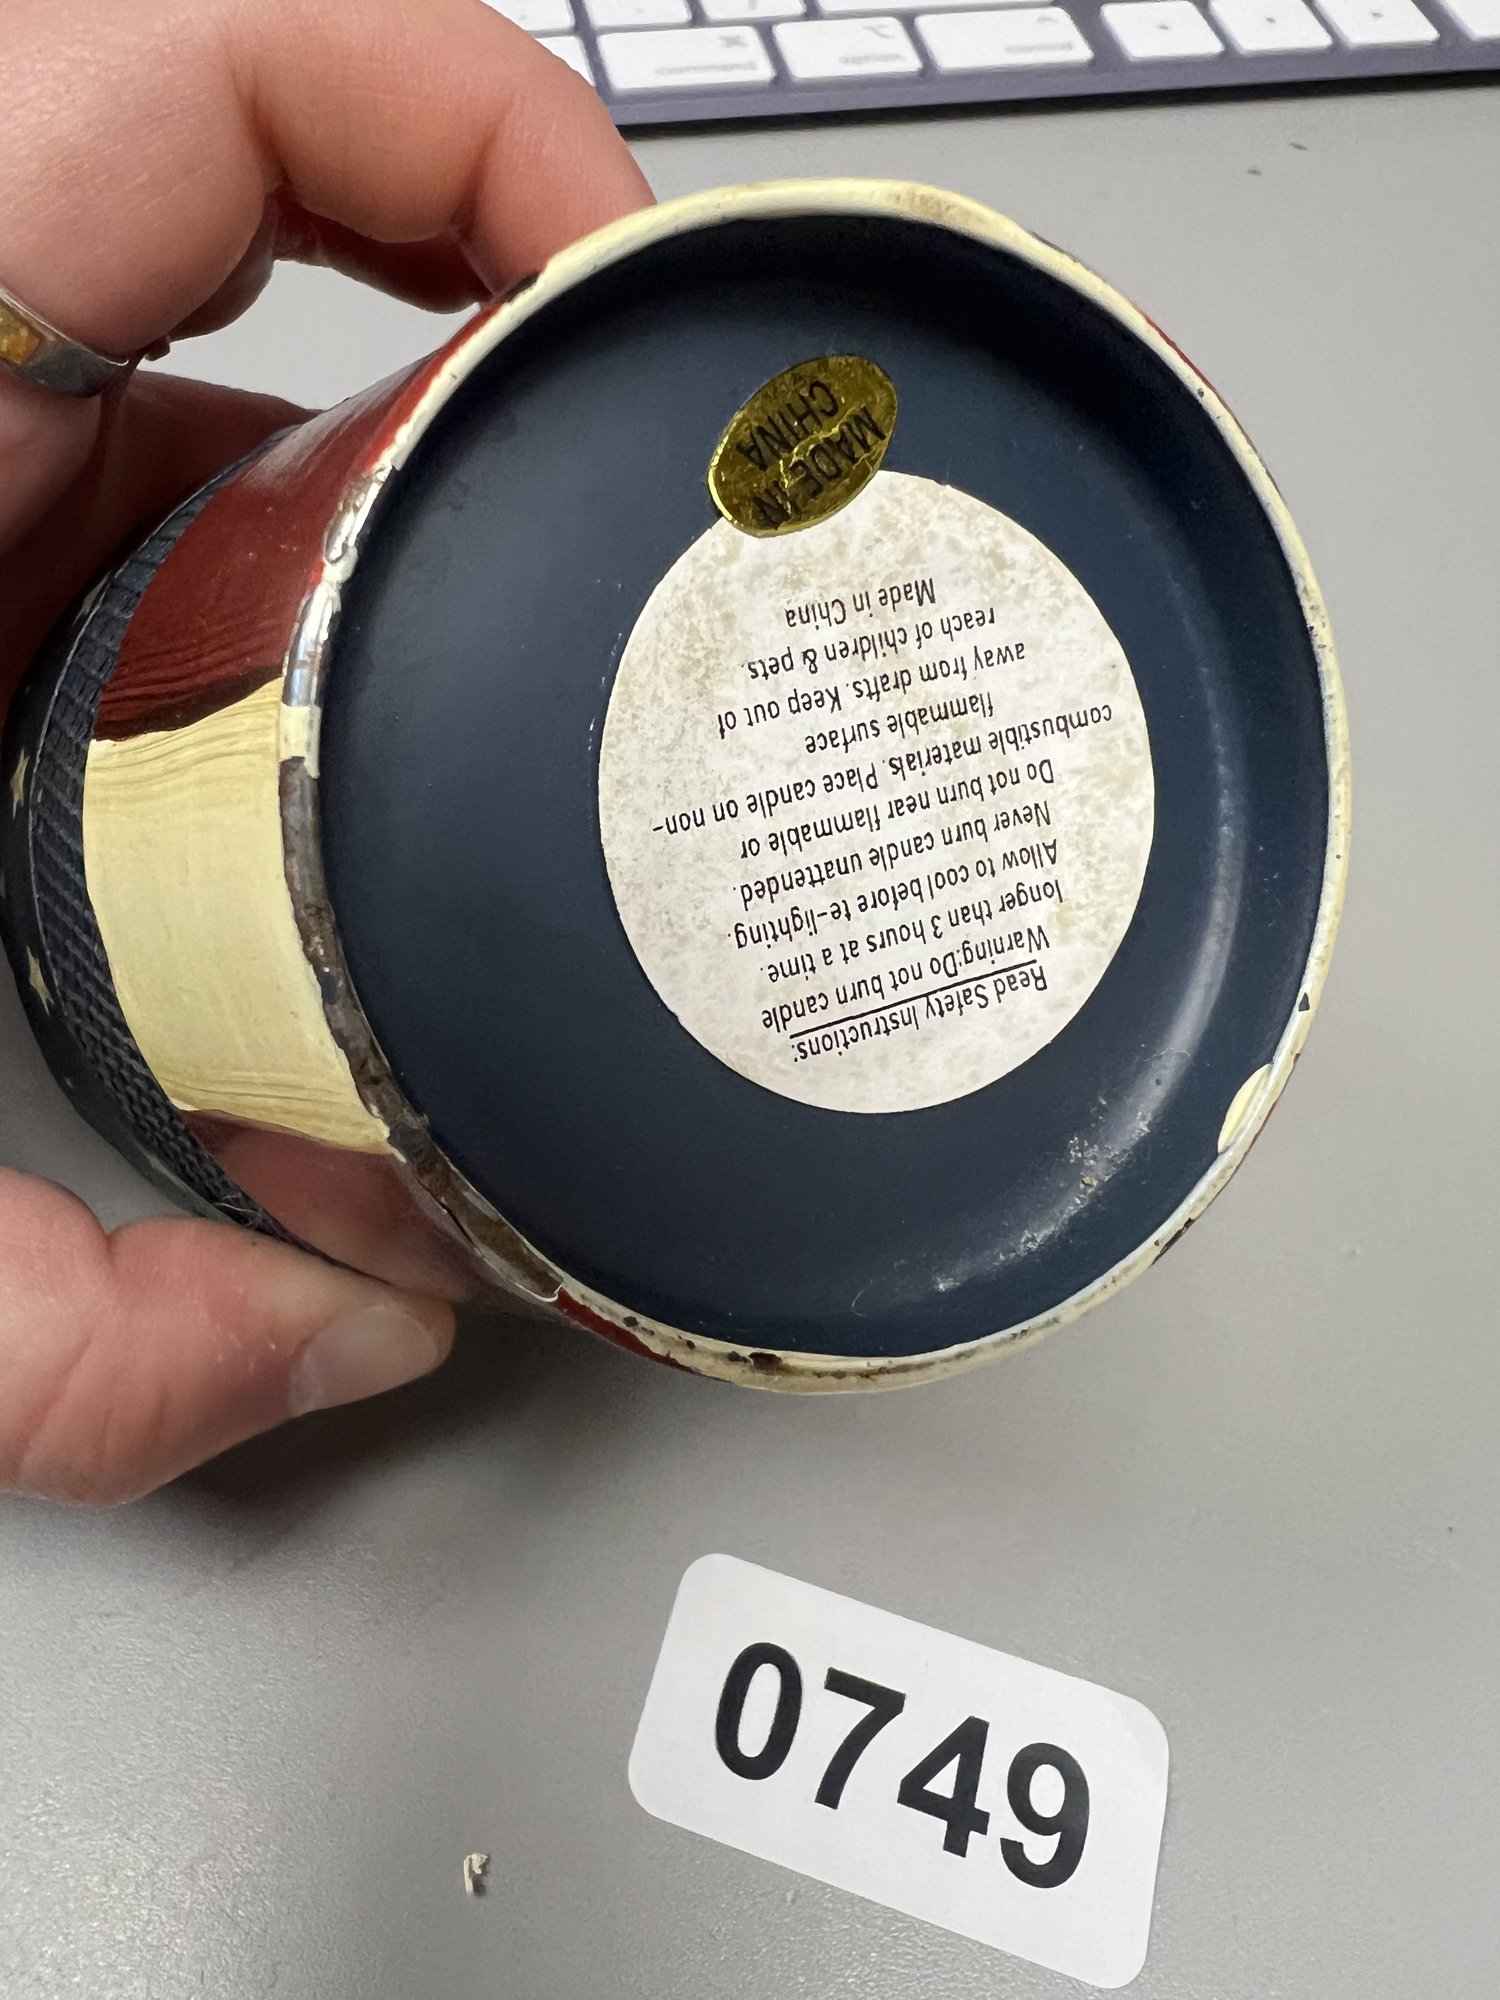 MADE IN
CHINA
Read Safety Instructions:
Warning:Do not burn candle
longer than 3 hours at a time.
Allow to cool before te-lighting.
Never burn candle unattended.
Do not burn near flammable or
combustible materials. Place candle on non-
flammable surface
away from drafts. Keep out of
reach of children & pets.
Made in China
0749